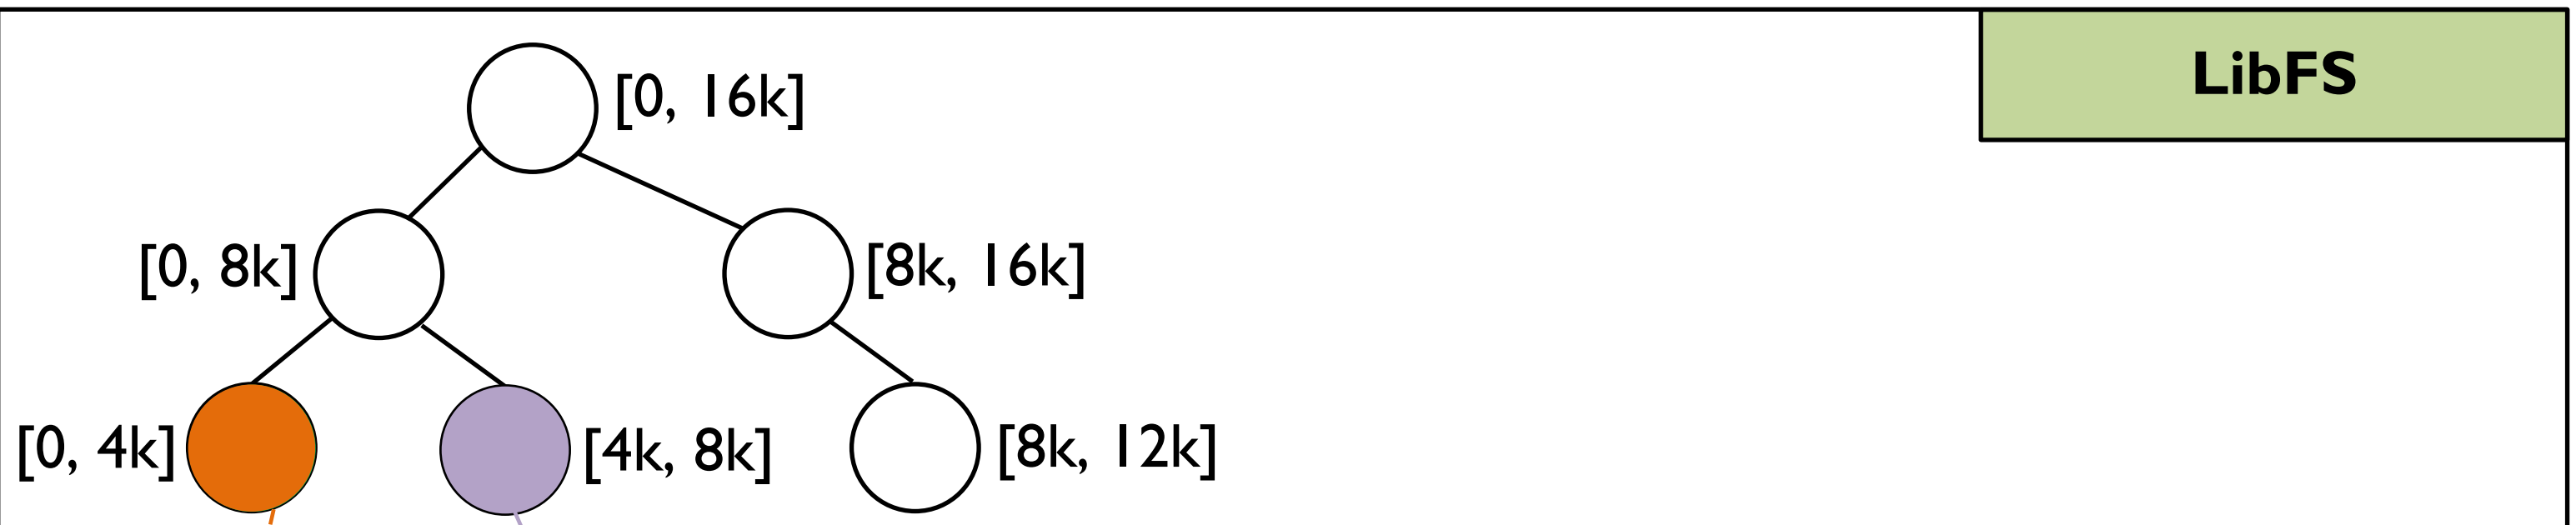 [0, 16k]
LibFS
[0, 8k]
[8k, 16k]
[0, 4k]
[4k, 8k]
[8k, 12k]